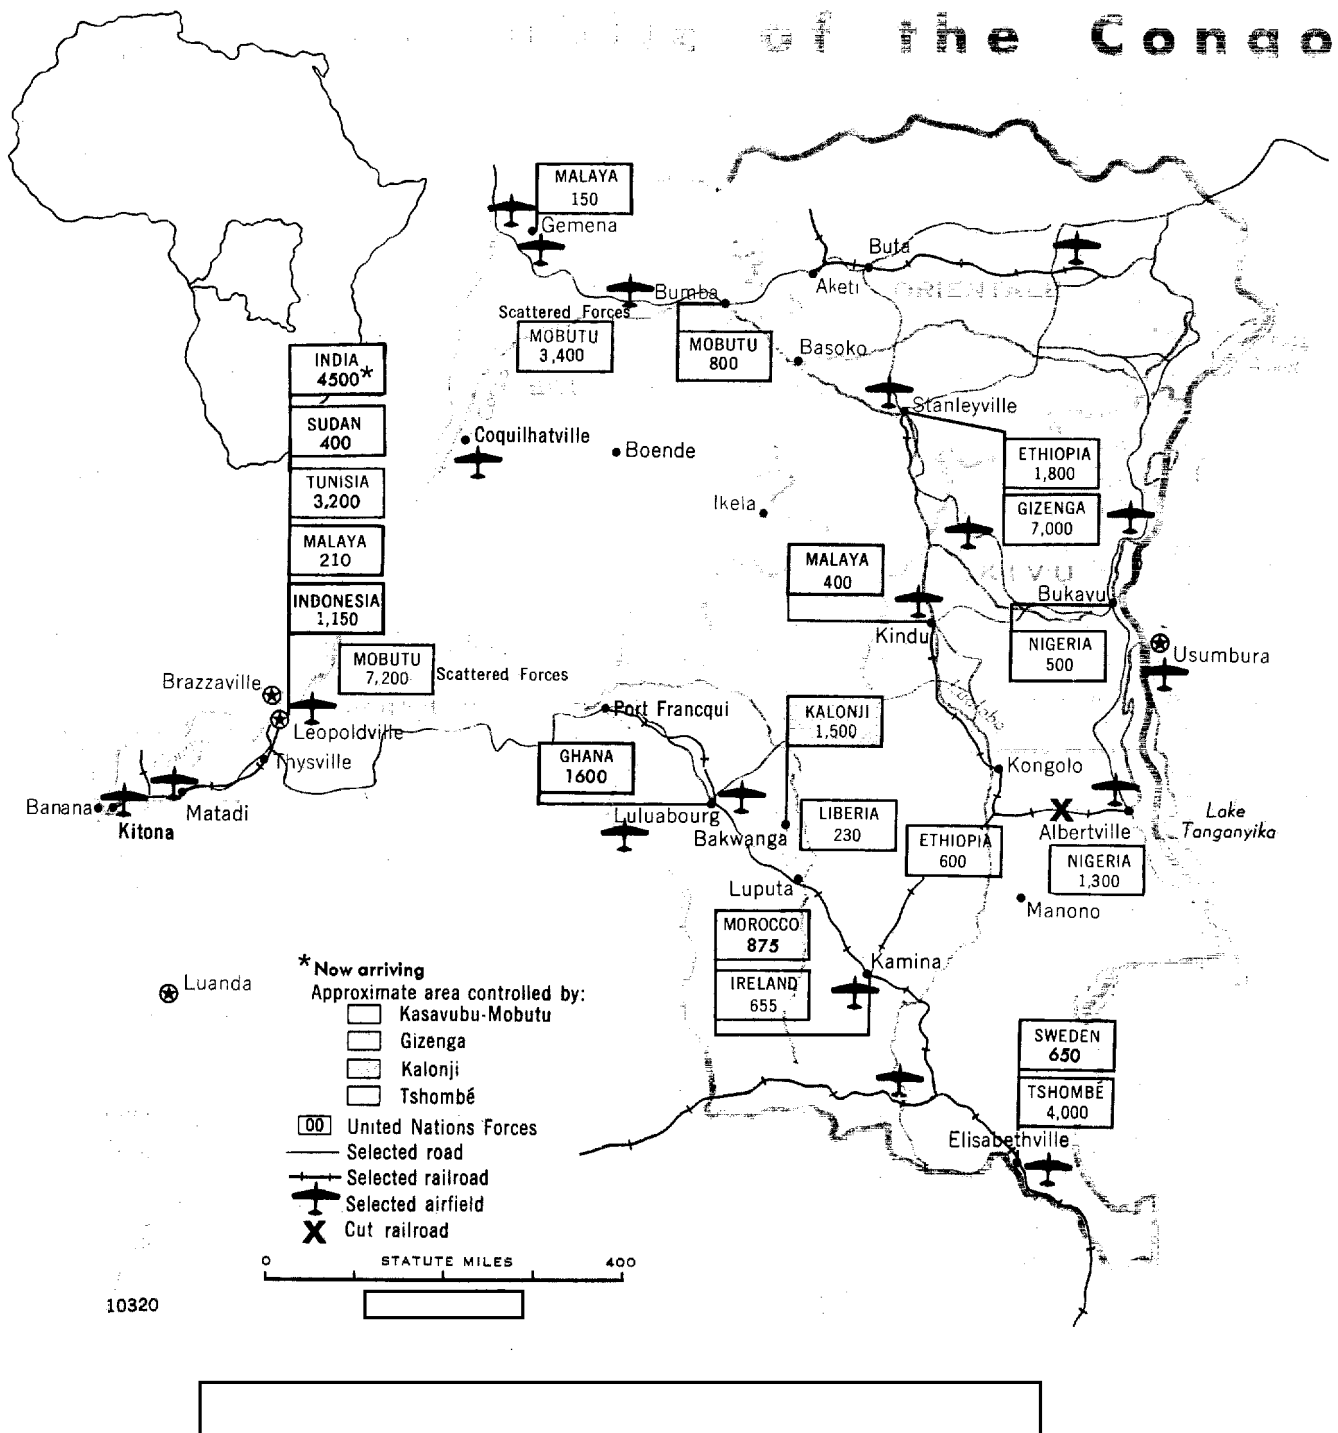 of the Congo
MALAYA
150
Gemena
Buta
Aketi
ORIENTALE
Bumba
Scattered Forces
MOBUTU
3,400
MOBUTU
800
Basoko
INDIA
4500*
Stanleyville
SUDAN
400
Coquilhatville
Boende
ETHIOPIA
1,800
TUNISIA
3,200
Ikela
GIZENGA
7,000
MALAYA
210
MALAYA
400
KIVU
Bukavu
INDONESIA
1,150
Kindu
NIGERIA
500
Usumbura
MOBUTU
7,200
Scattered Forces
Brazzaville
Leopoldville
Port Francqui
KALONJI
1,500
Lualaba
Thysville
GHANA
1600
Kongolo
Banana
Kitona
Matadi
Luluabourg
Bakwanga
LIBERIA
230
ETHIOPIA
600
Albertville
Lake
Tanganyika
NIGERIA
1,300
Luputa
Manono
MOROCCO
875
Kamina
IRELAND
655
Luanda
*Now arriving
Approximate area controlled by:
Kasavubu-Mobutu
Gizenga
Kalonji
Tshombé
00 United Nations Forces
Selected road
Selected railroad
Selected airfield
X Cut railroad
SWEDEN
650
TSHOMBÉ
4,000
Elisabethville
0 STATUTE MILES 400
10320